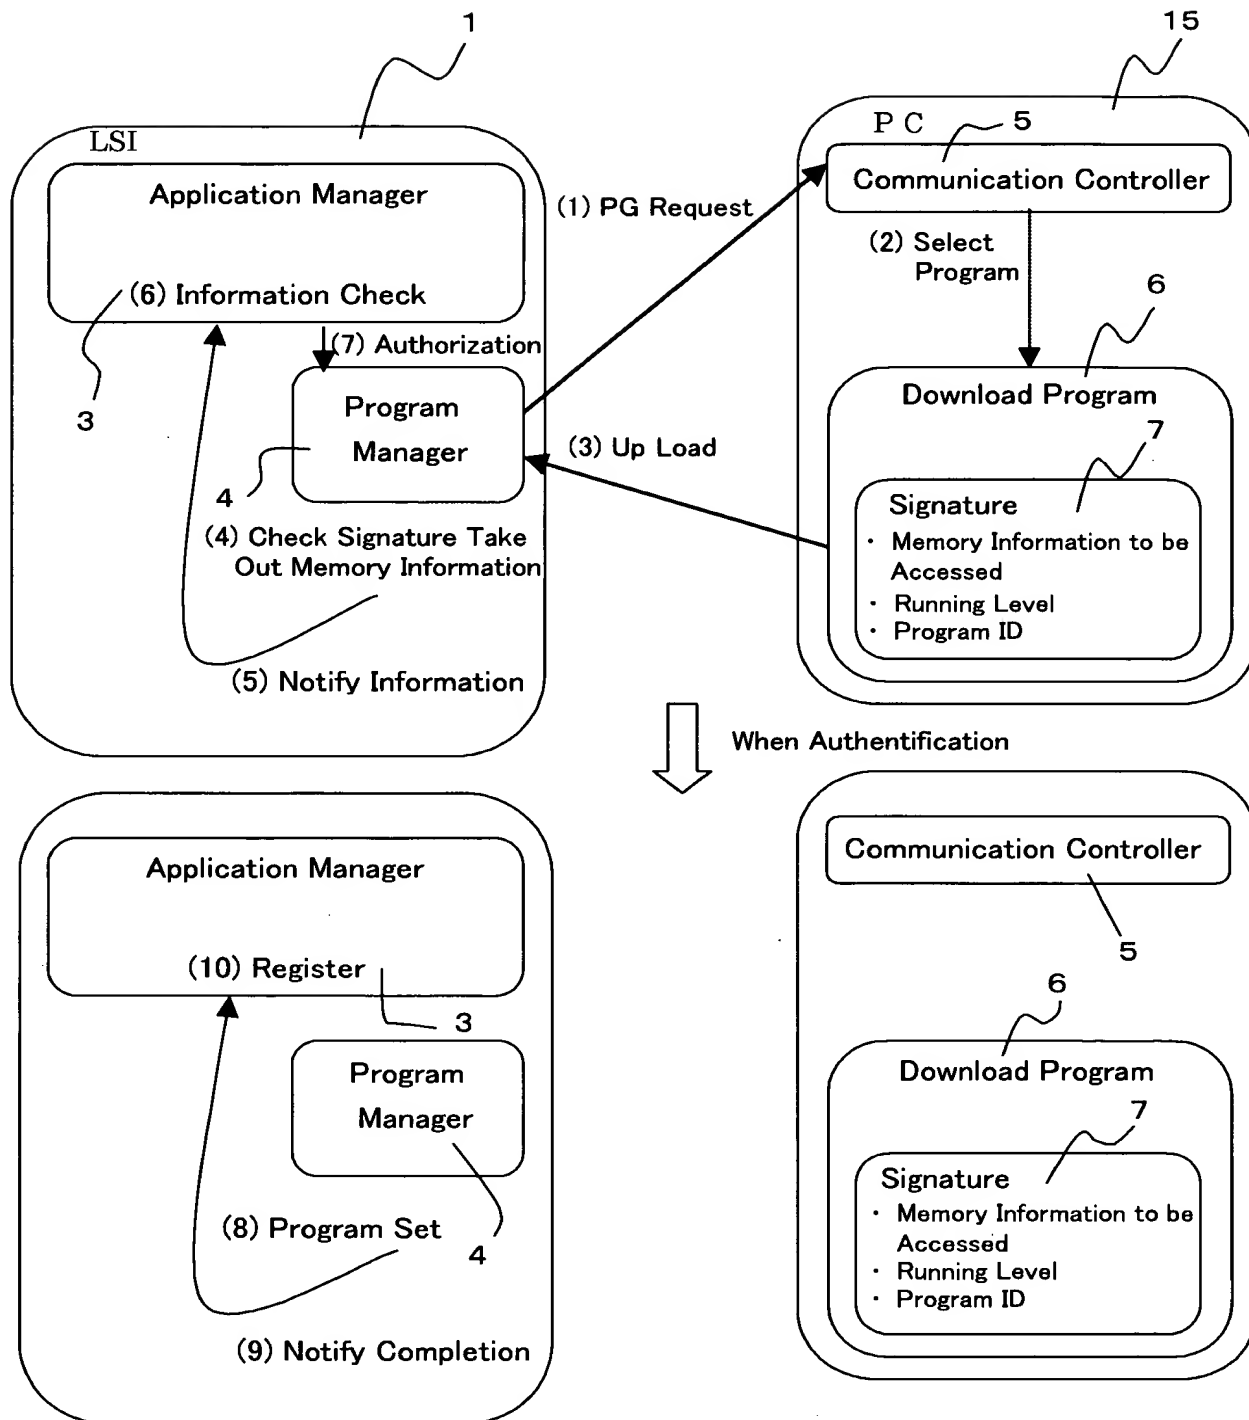 1
15
LSI
P C
5
Application Manager
Communication Controller
(1) PG Request
(2) Select
Program
(6) Information Check
6
(7) Authorization
3
Download Program
Program
Manager
(3) Up Load
7
4
Signature
(4) Check Signature Take
Out Memory Information
· Memory Information to be
Accessed
· Running Level
· Program ID
(5) Notify Information
When Authentification
Application Manager
Communication Controller
5
(10) Register
6
3
Program
Manager
Download Program
7
Signature
(8) Program Set
4
· Memory Information to be
Accessed
· Running Level
· Program ID
(9) Notify Completion